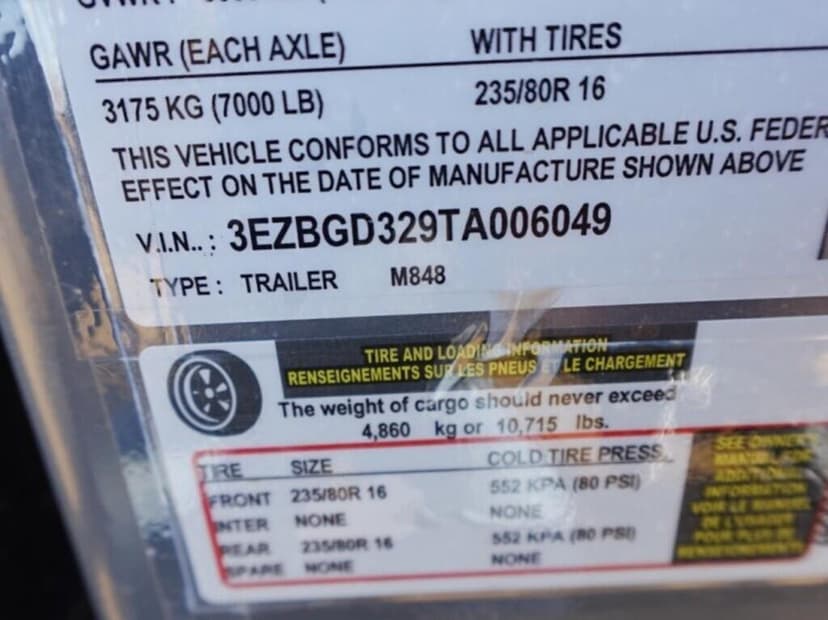 GAWR (EACH AXLE) WITH TIRES
3175 KG (7000 LB) 235/80R 16
THIS VEHICLE CONFORMS TO ALL APPLICABLE U.S. FEDER
EFFECT ON THE DATE OF MANUFACTURE SHOWN ABOVE
V.I.N..: 3EZBGD329TA006049
TYPE : TRAILER M848
TIRE AND LOADING INFORMATION
RENSEIGNEMENTS SUR LES PNEUS ET LE CHARGEMENT
The weight of cargo should never exceed
4,860 kg or 10,715 lbs.
TIRE SIZE COLD TIRE PRESS.
FRONT 235/80R 16 552 KPA (80 PSI)
INTER NONE NONE
REAR 235/80R 16 552 KPA (80 PSI)
SPARE NONE NONE
SEE OWNER'S